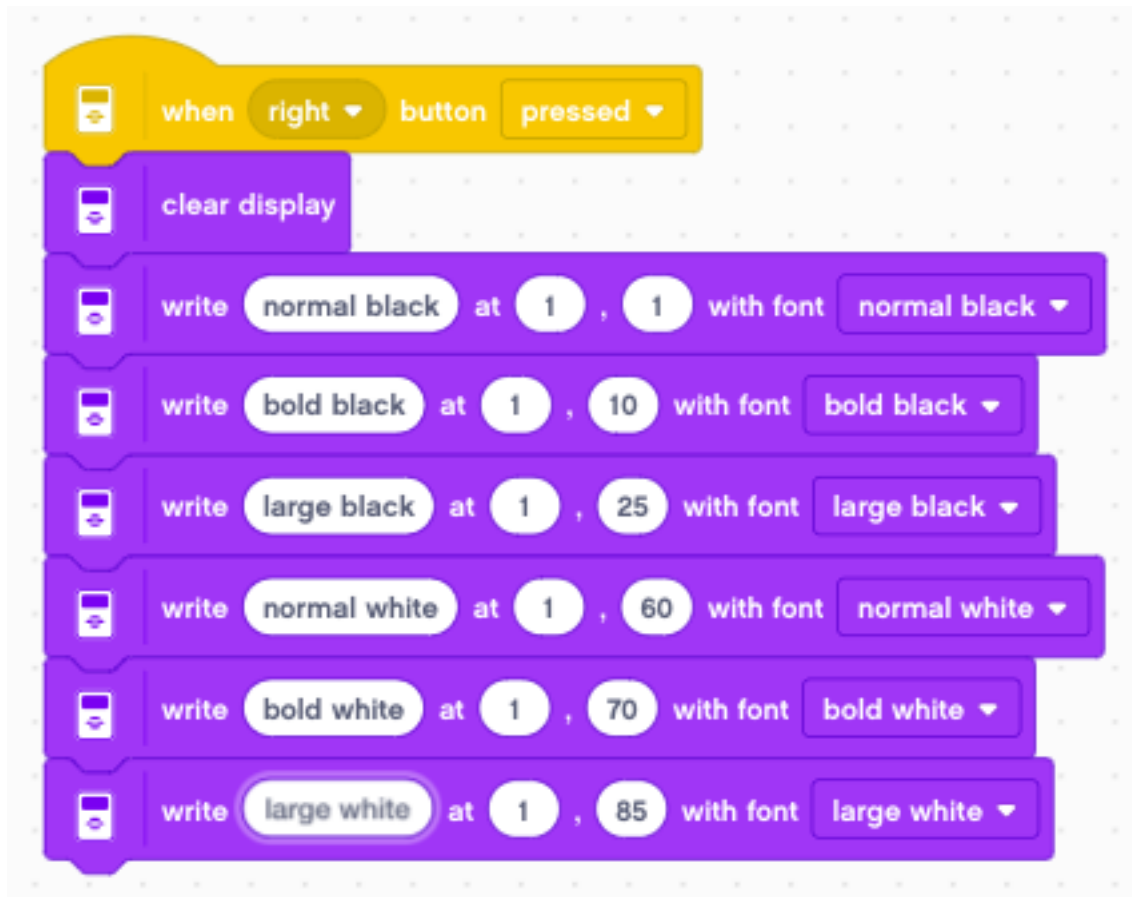 when right button pressed
clear display
write normal black at 1 , 1 with font normal black
write bold black at 1 , 10 with font bold black
write large black at 1 , 25 with font large black
write normal white at 1 , 60 with font normal white
write bold white at 1 , 70 with font bold white
write large white at 1 , 85 with font large white